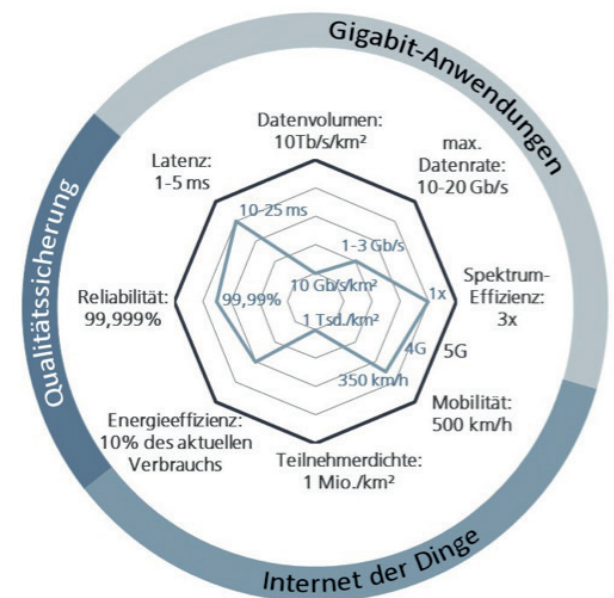 Gigabit-Anwendungen
Datenvolumen:
10Tb/s/km²
max.
Datenrate:
10-20 Gb/s
Latenz:
1-5 ms
10-25 ms
1-3 Gb/s
Qualitätssicherung
Reliabilität:
99,999%
99,99%
10 Gb/s/km²
1x
Spektrum-
Effizienz:
3x
1 Tsd./km²
4G
5G
350 km/h
Mobilität:
500 km/h
Energieeffizienz:
10% des aktuellen
Verbrauchs
Teilnehmerdichte:
1 Mio./km²
Internet der Dinge